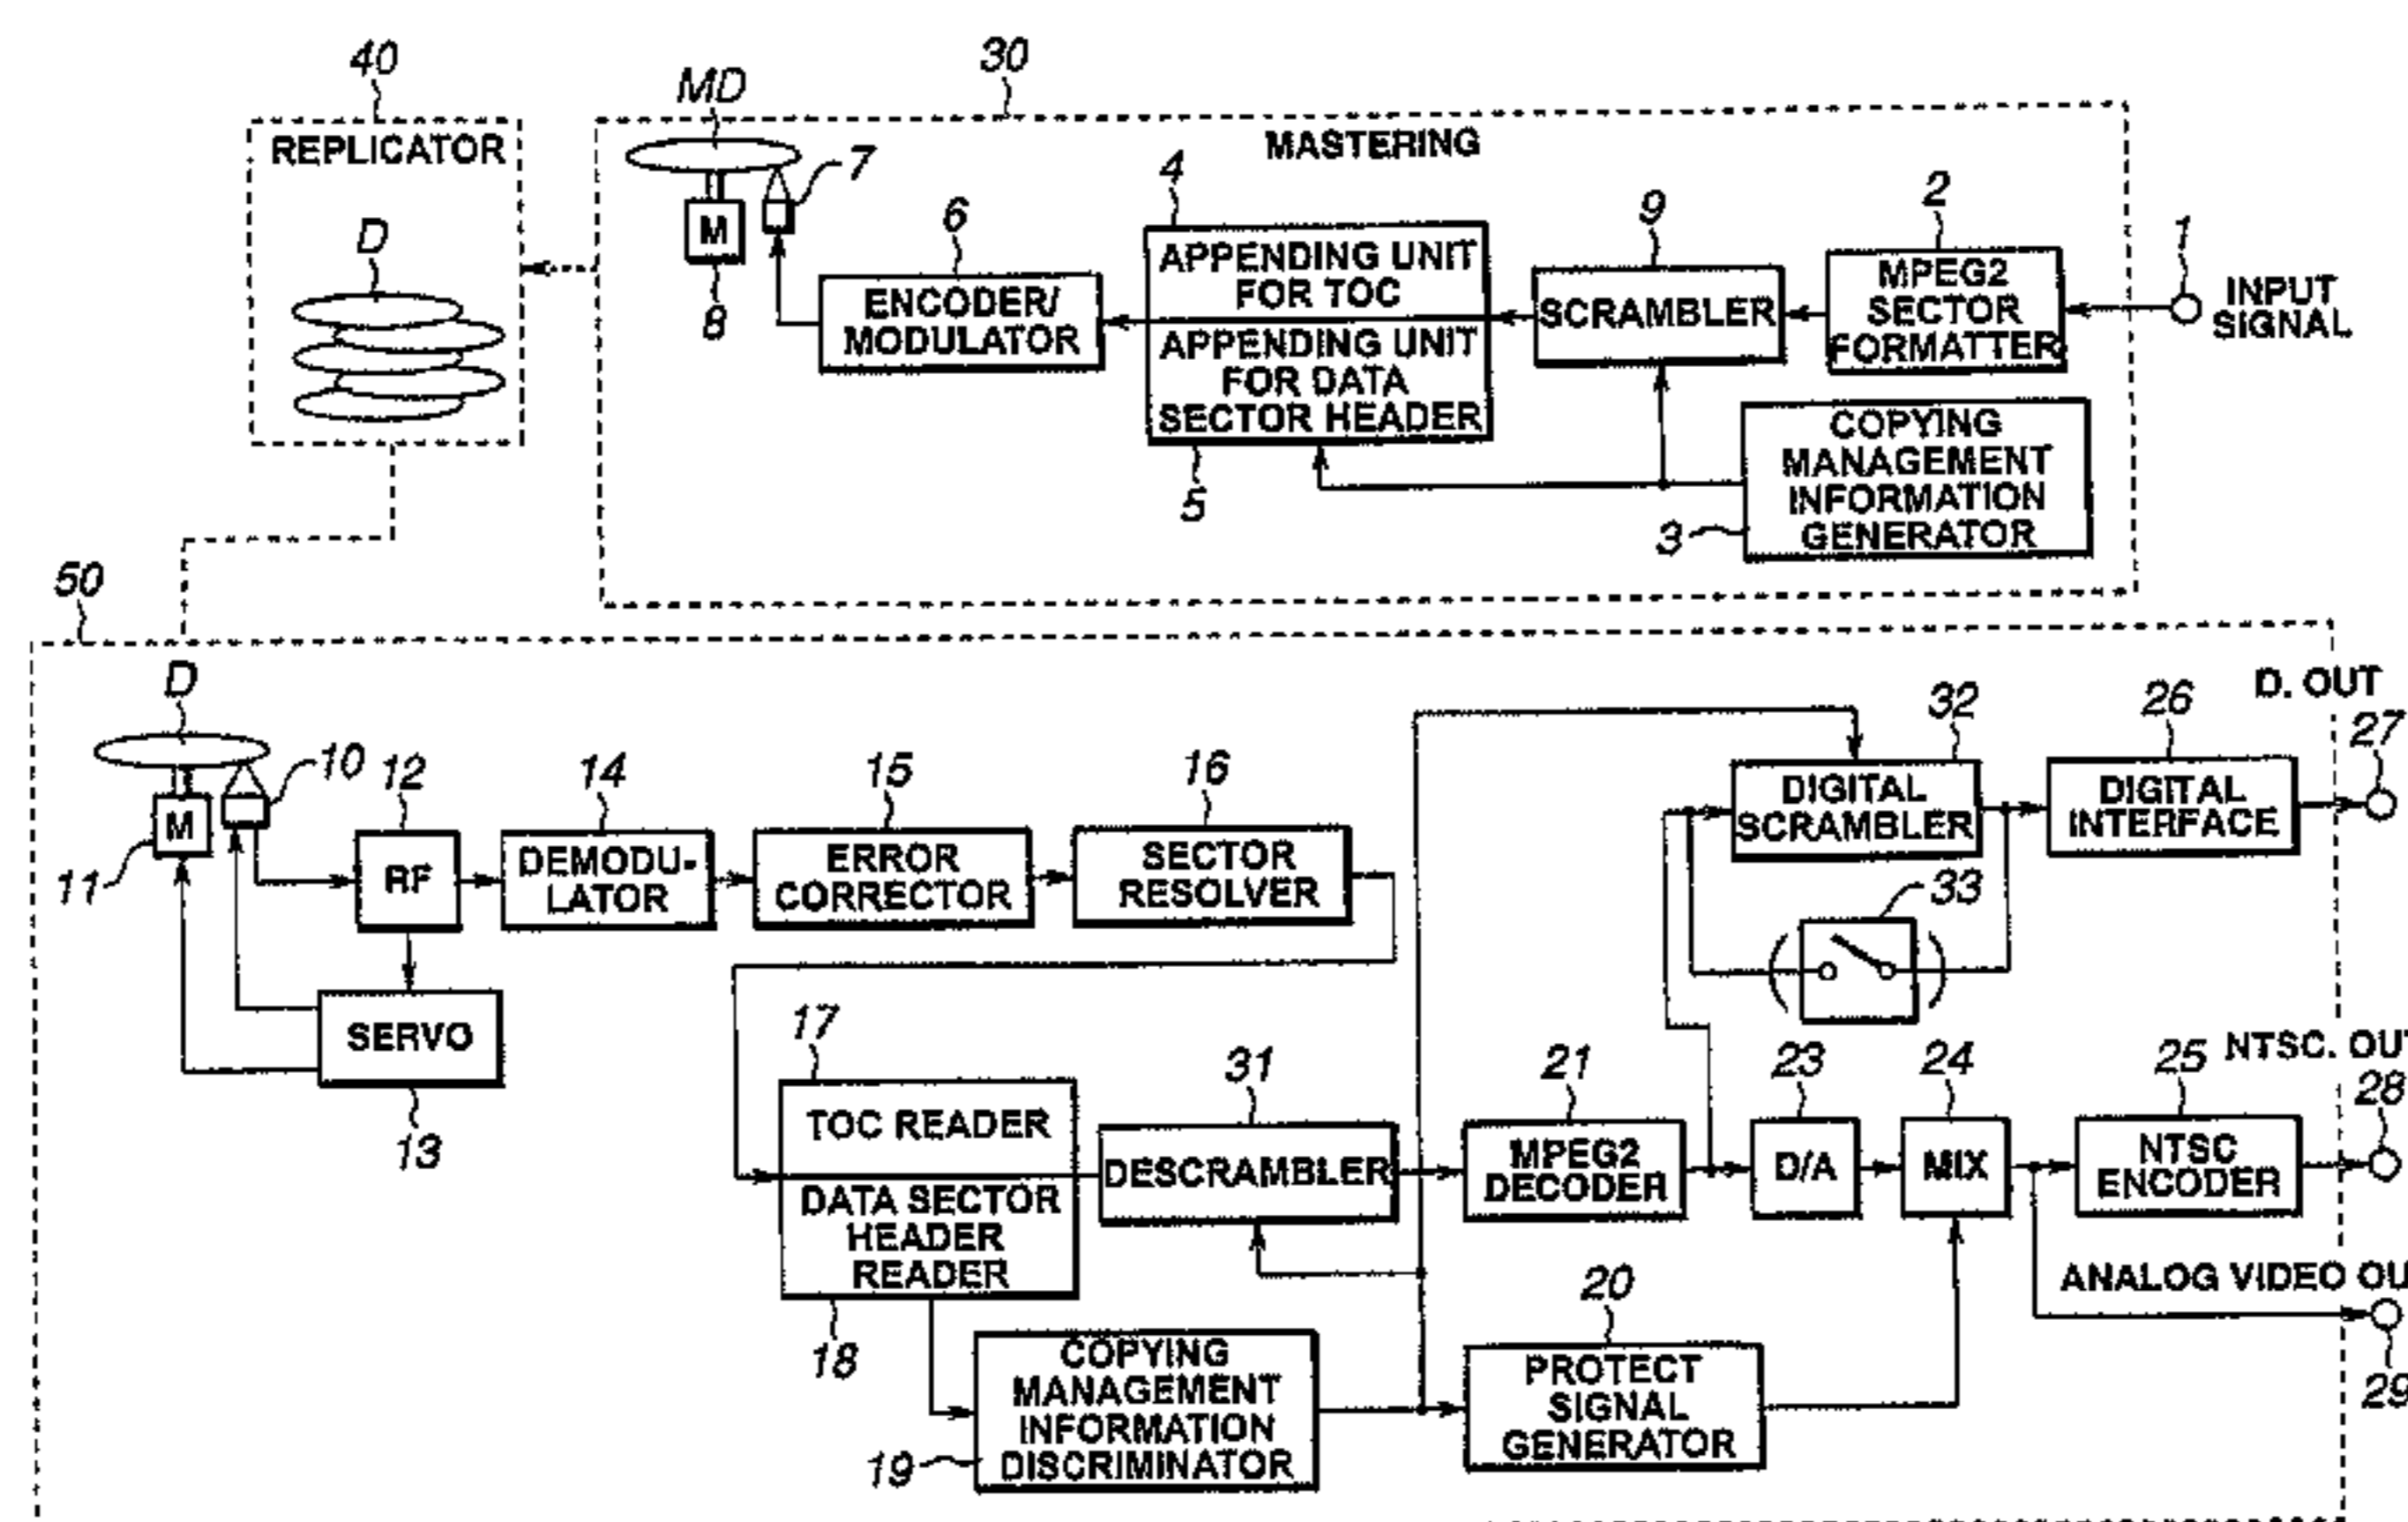 40
30
MD
REPLICATOR
MASTERING
7
4
9
2
1
D
M
6
8
APPENDING UNIT
FOR TOC
ENCODER/
MODULATOR
SCRAMBLER
MPEG2
SECTOR
FORMATTER
INPUT
SIGNAL
APPENDING UNIT
FOR DATA
SECTOR HEADER
5
COPYING
MANAGEMENT
INFORMATION
GENERATOR
3
50
D
D. OUT
32
26
27
10
12
14
15
16
M
11
RF
DEMODU-
LATOR
ERROR
CORRECTOR
SECTOR
RESOLVER
DIGITAL
SCRAMBLER
DIGITAL
INTERFACE
33
SERVO
13
17
31
21
23
24
25
NTSC. OUT
28
TOC READER
DATA SECTOR
HEADER
READER
18
DESCRAMBLER
MPEG2
DECODER
D/A
MIX
NTSC
ENCODER
20
ANALOG VIDEO OU
29
COPYING
MANAGEMENT
INFORMATION
DISCRIMINATOR
19
PROTECT
SIGNAL
GENERATOR